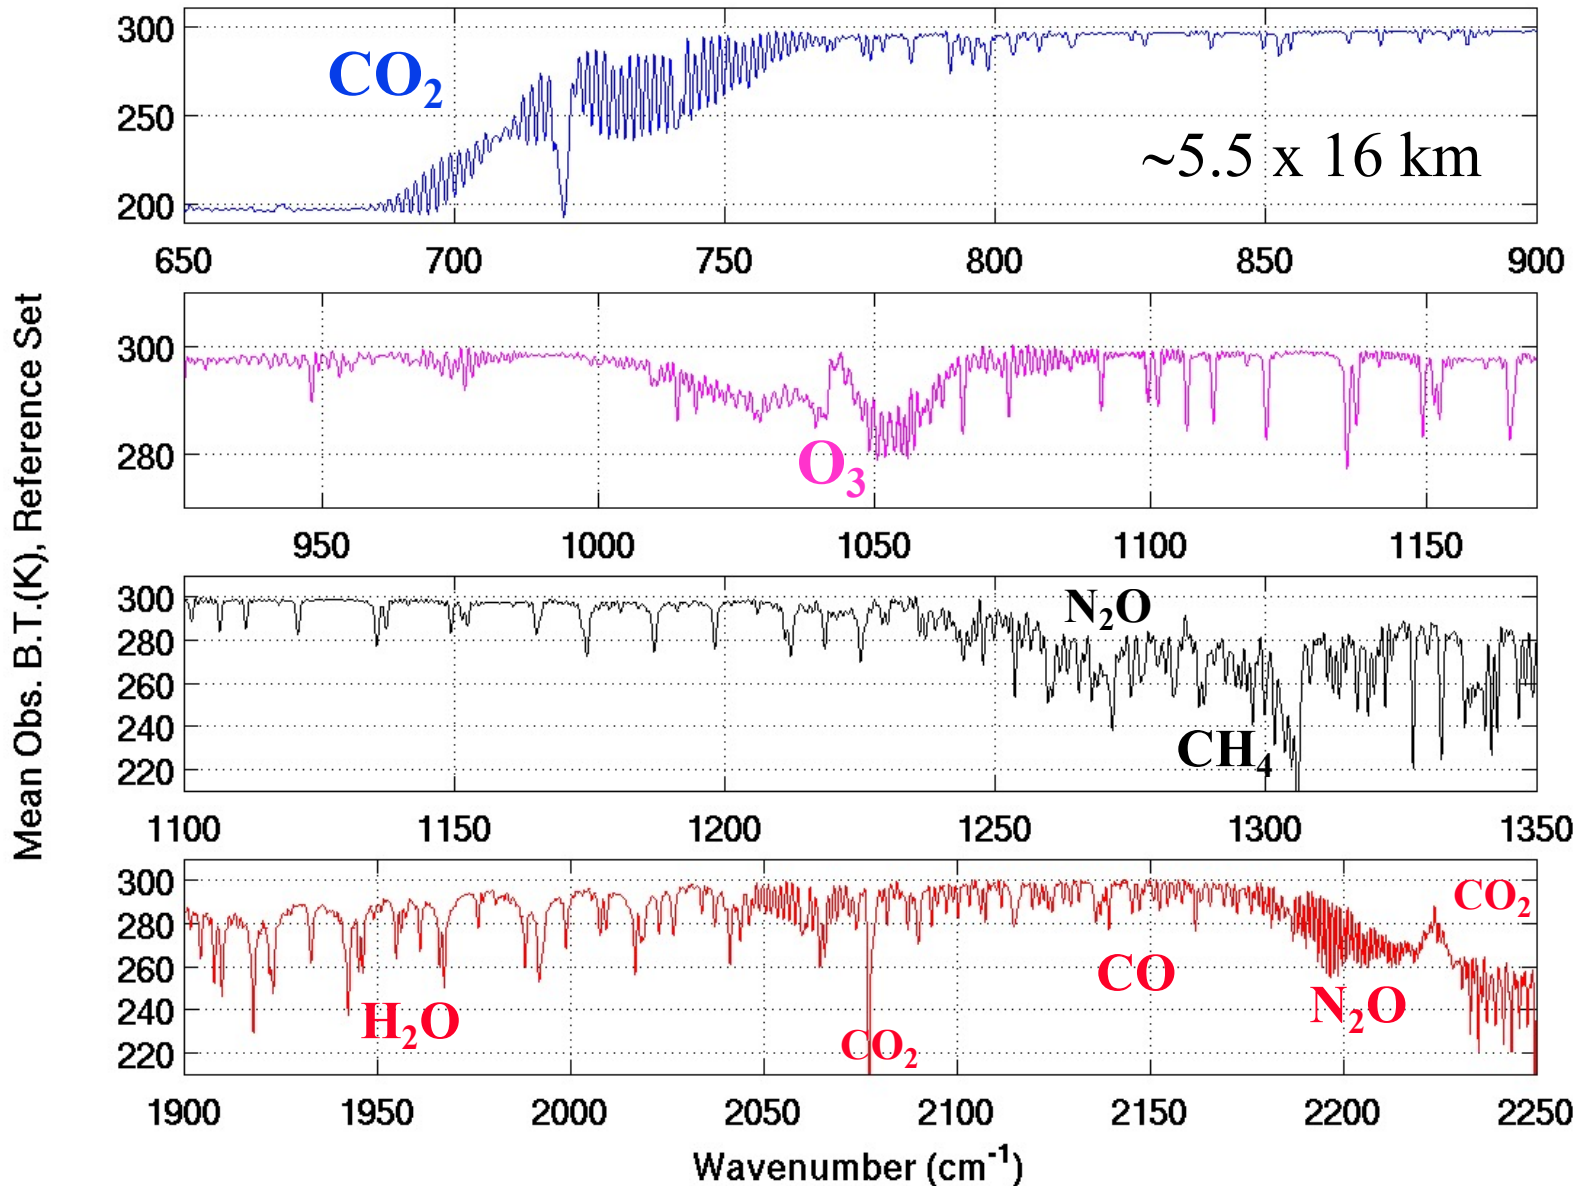 Mean Obs. B.T.(K), Reference Set
300
250
200
CO2
~5.5 x 16 km
650 700 750 800 850 900
300
280
O3
950 1000 1050 1100 1150
300
280
260
240
220
N2O
CH4
1100 1150 1200 1250 1300 1350
300
280
260
240
220
H2O
CO2
CO
N2O
CO2
1900 1950 2000 2050 2100 2150 2200 2250
Wavenumber (cm-1)